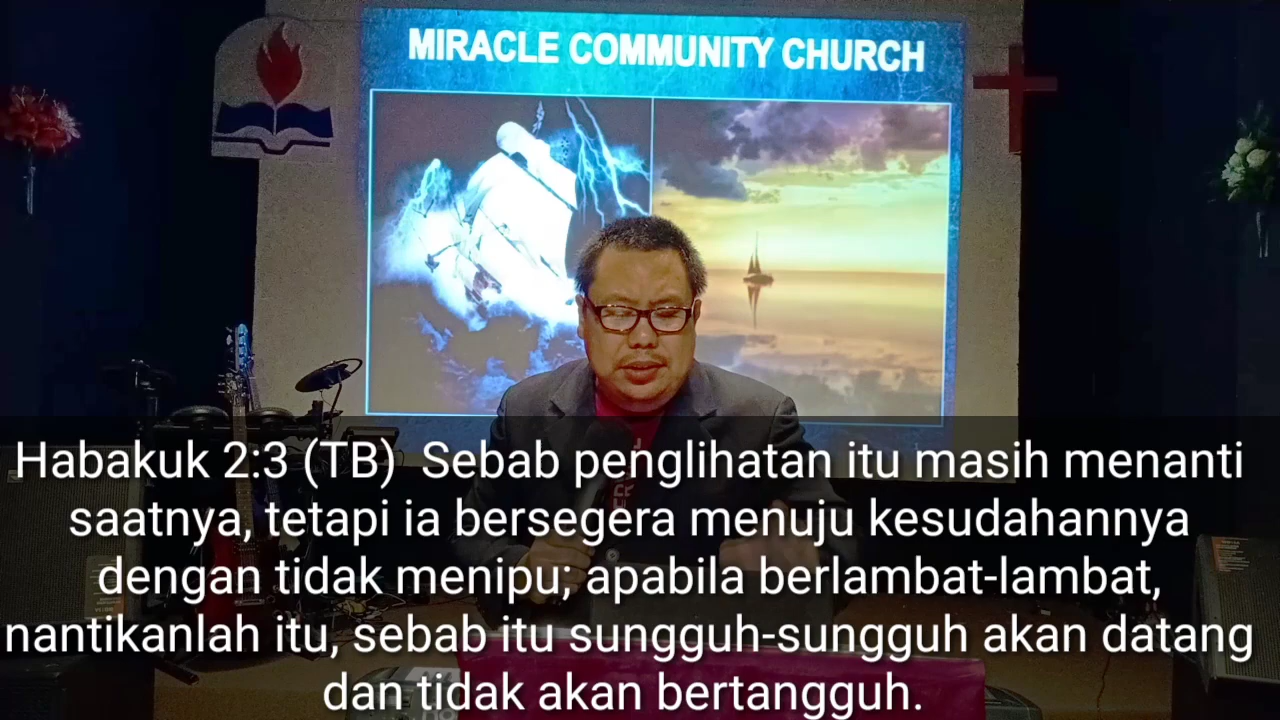 MIRACLE COMMUNITY CHURCH
Habakuk 2:3 (TB)  Sebab penglihatan itu masih menanti
saatnya, tetapi ia bersegera menuju kesudahannya
dengan tidak menipu; apabila berlambat-lambat,
nantikanlah itu, sebab itu sungguh-sungguh akan datang
dan tidak akan bertangguh.